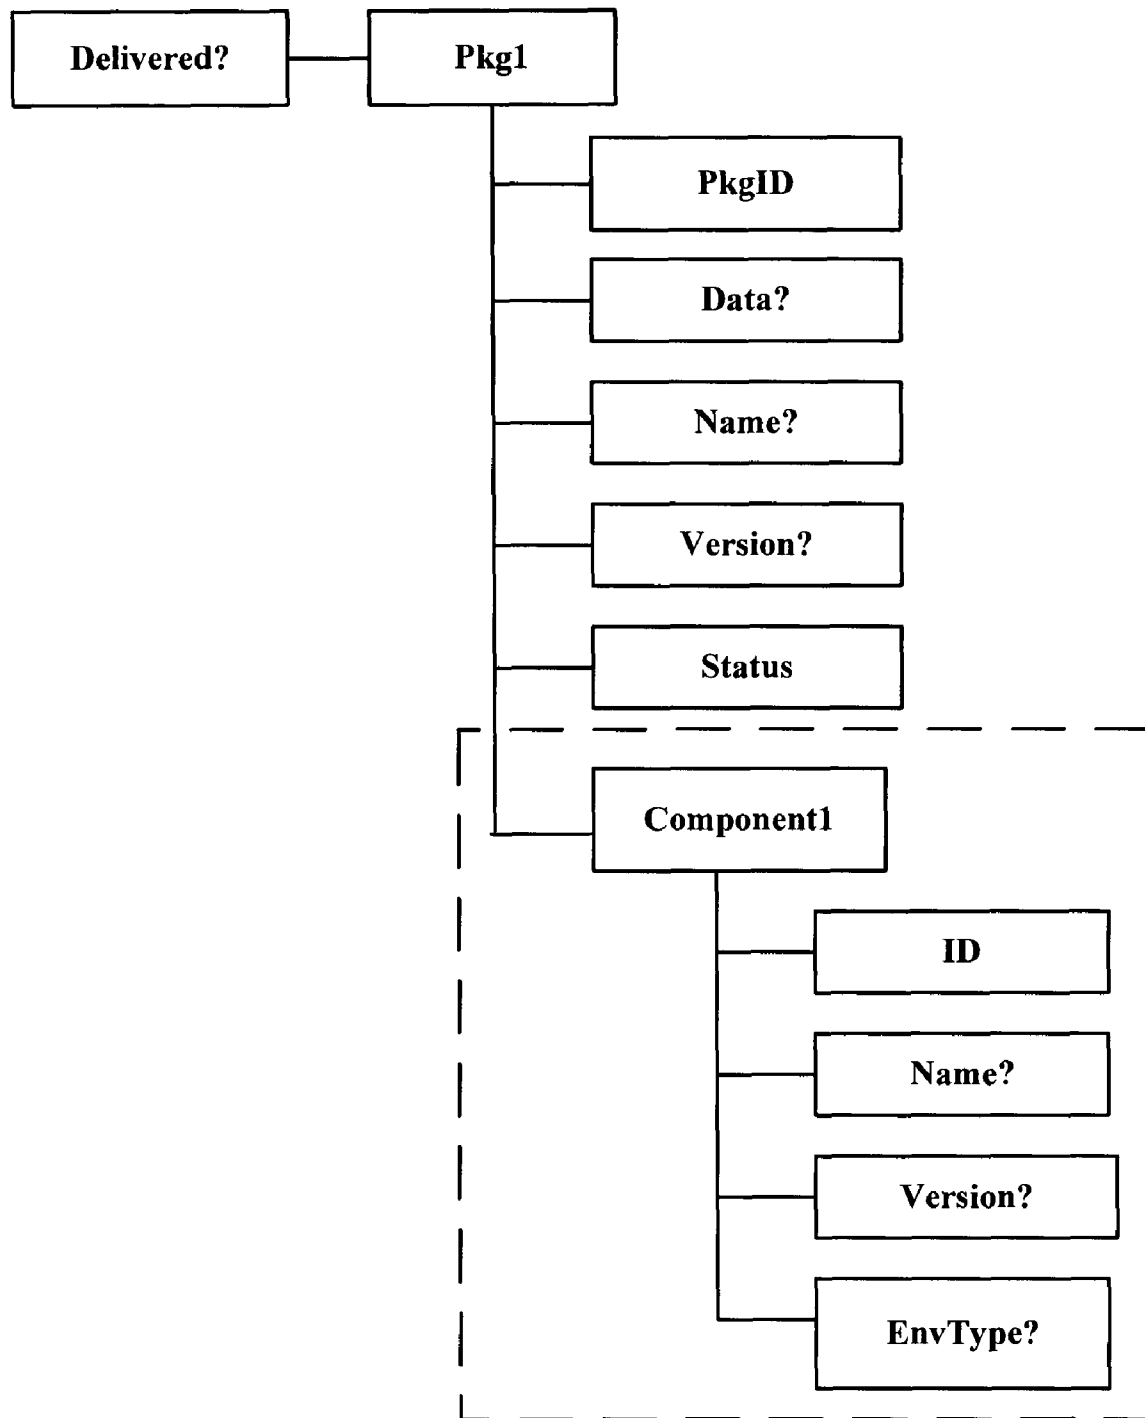 Delivered?
Pkg1
PkgID
Data?
Name?
Version?
Status
Component1
ID
Name?
Version?
EnvType?